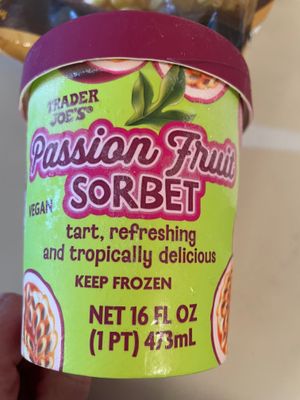 TRADER
JOE'S®
Passion Fruit
VEGAN
SORBET
tart, refreshing
and tropically delicious
KEEP FROZEN
NET 16 FL OZ
(1 PT) 473mL